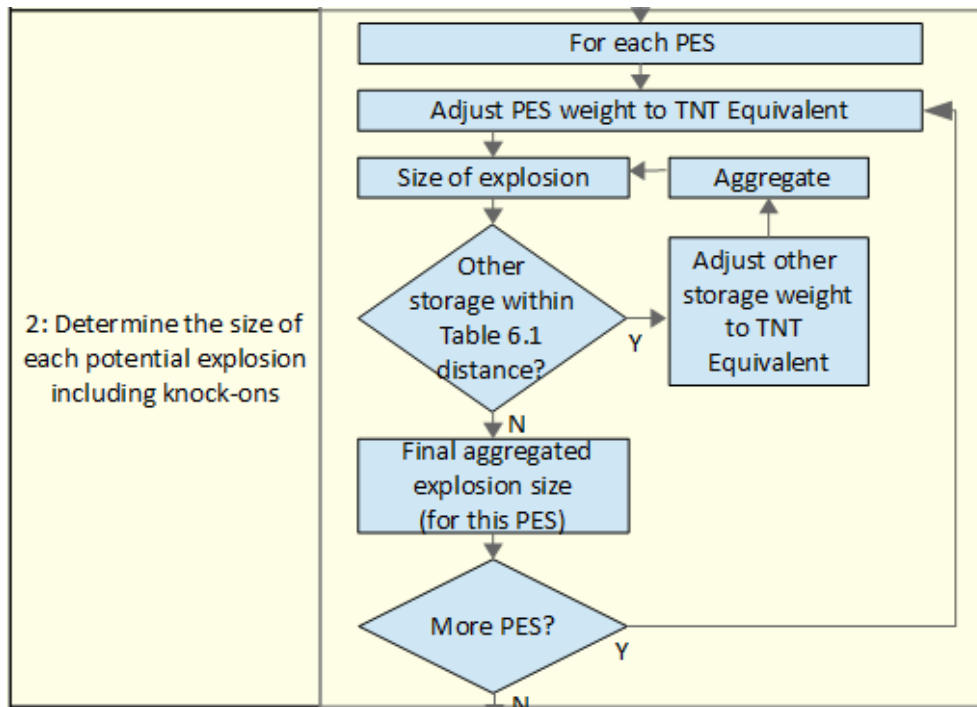 For each PES
Adjust PES weight to TNT Equivalent
Size of explosion
Aggregate
Other
storage within
Table 6.1
distance?
Y
Adjust other
storage weight
to TNT
Equivalent
2: Determine the size of
each potential explosion
including knock-ons
N
Final aggregated
explosion size
(for this PES)
More PES?
Y
N